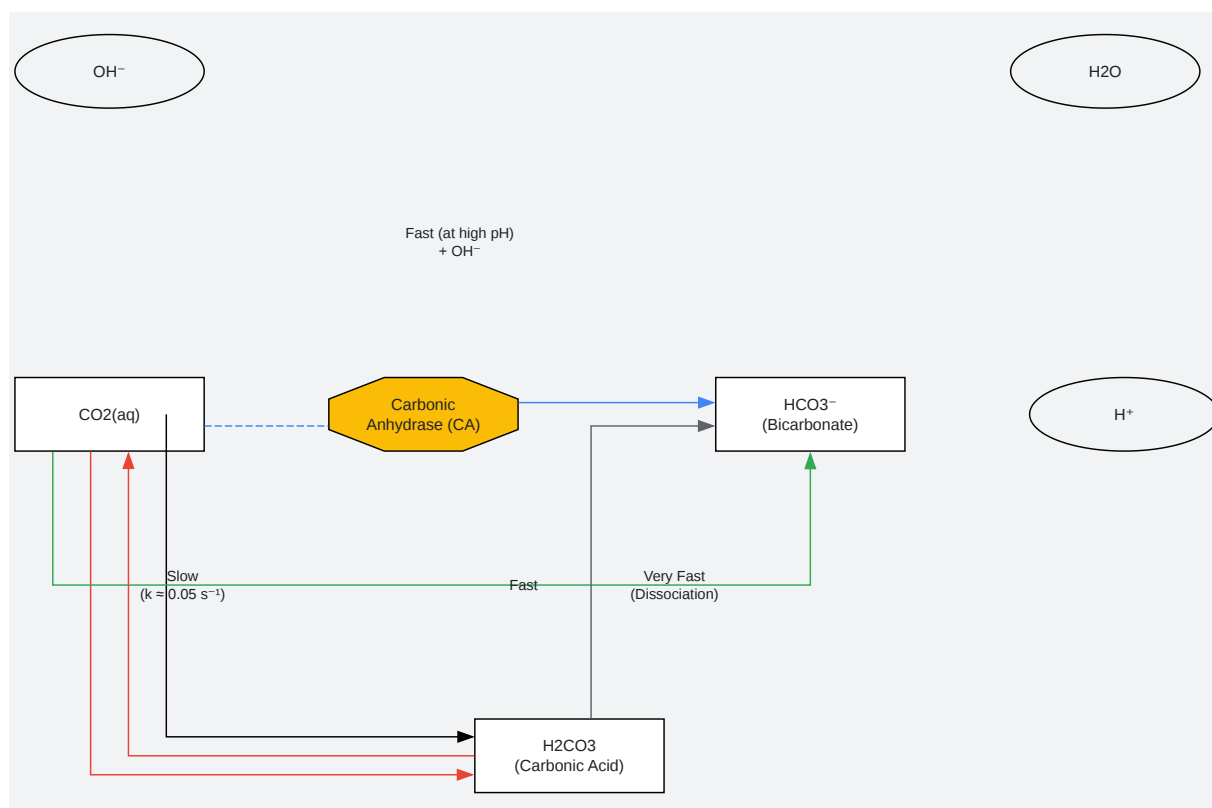 OH⁻
H2O
Fast (at high pH)
+ OH⁻
CO2(aq)
Carbonic
Anhydrase (CA)
HCO3⁻
(Bicarbonate)
H⁺
Slow
(k ≈ 0.05 s⁻¹)
Fast
Very Fast
(Dissociation)
H2CO3
(Carbonic Acid)